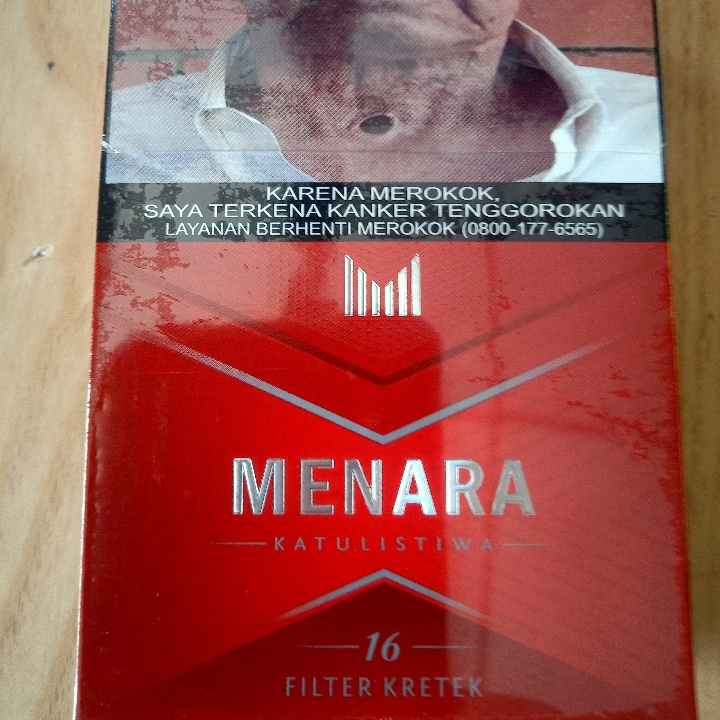 KARENA MEROKOK,
SAYA TERKENA KANKER TENGGOROKAN
LAYANAN BERHENTI MEROKOK (0800-177-6565)
MENARA
KATULISTIWA
16
FILTER KRETEK